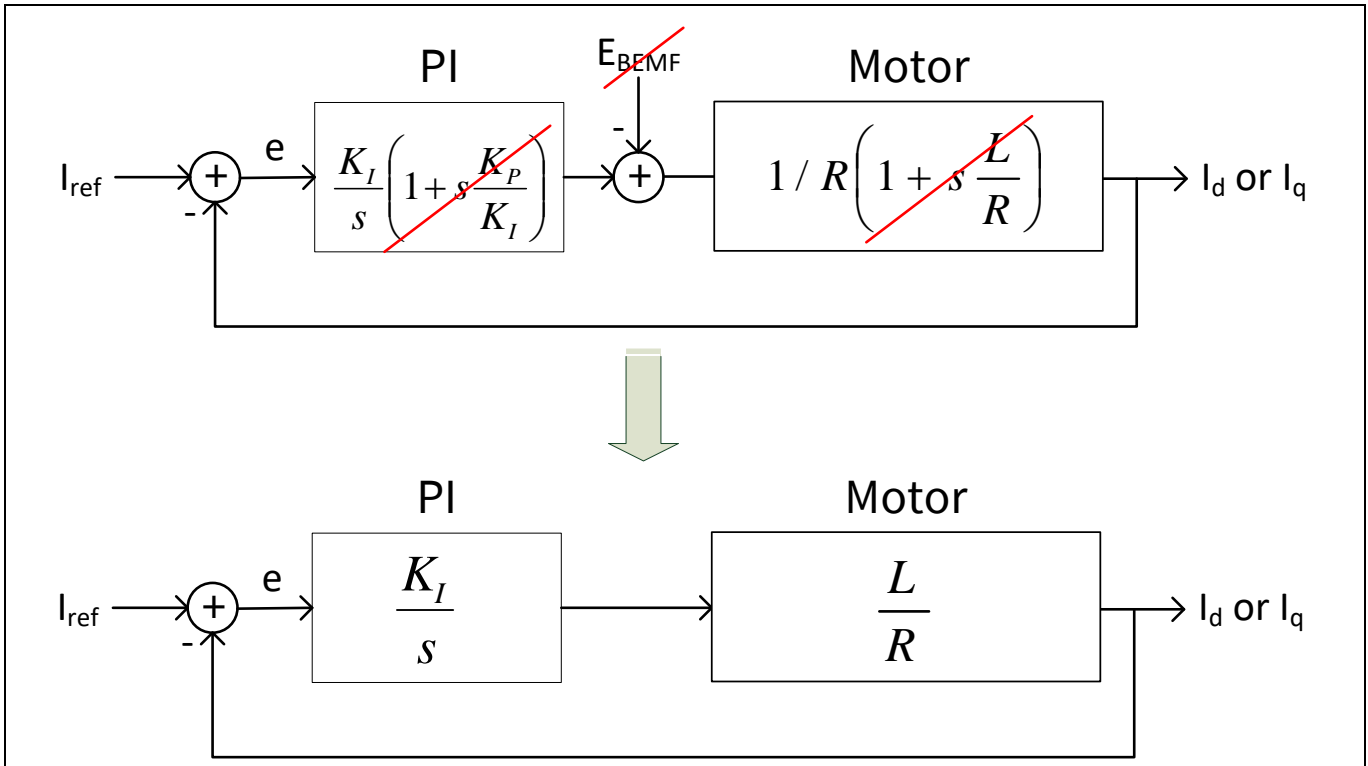 PI
E_BEMF
Motor
I_ref
+
-
e
K_I / s (1 + s K_P / K_I)
-
+
1 / R (1 + s L / R)
I_d or I_q
PI
Motor
I_ref
+
-
e
K_I / s
L / R
I_d or I_q